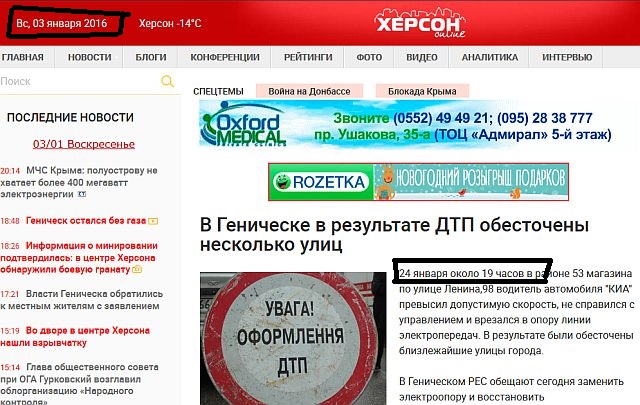 Вс, 03 января 2016
Херсон -14°C
ХЕРСОН
online
ГЛАВНАЯ НОВОСТИ БЛОГИ КОНФЕРЕНЦИИ РЕЙТИНГИ ФОТО ВИДЕО АНАЛИТИКА ИНТЕРВЬЮ
Поиск
СПЕЦТЕМЫ Война на Донбассе Блокада Крыма
ПОСЛЕДНИЕ НОВОСТИ
03/01 Воскресенье
20:14 МЧС Крыма: полуострову не
хватает более 400 мегаватт
электроэнергии
18:48 Геническ остался без газа
18:26 Информация о минировании
подтвердилась: в центре Херсона
обнаружили боевую гранату
17:21 Власти Геническа обратились
к местным жителям с заявлением
15:19 Во дворе в центре Херсона
нашли взрывчатку
15:14 Глава общественного совета
при ОГА Гурковский возглавил
облорганизацию «Народного
контроля»
Oxford
MEDICAL
Звоните (0552) 49 49 21; (095) 28 38 777
пр. Ушакова, 35-а (ТОЦ «Адмирал» 5-й этаж)
ROZETKA
НОВОГОДНИЙ РОЗЫГРЫШ ПОДАРКОВ
В Геническе в результате ДТП обесточены
несколько улиц
УВАГА!
ОФОРМЛЕННЯ
ДТП
24 января около 19 часов в районе 53 магазина
по улице Ленина,98 водитель автомобиля "КИА"
превысил допустимую скорость, не справился с
управлением и врезался в опору линии
электропередач. В результате были обесточены
близлежайшие улицы города.
В Геническом РЕС обещают сегодня заменить
электроопору и восстановить